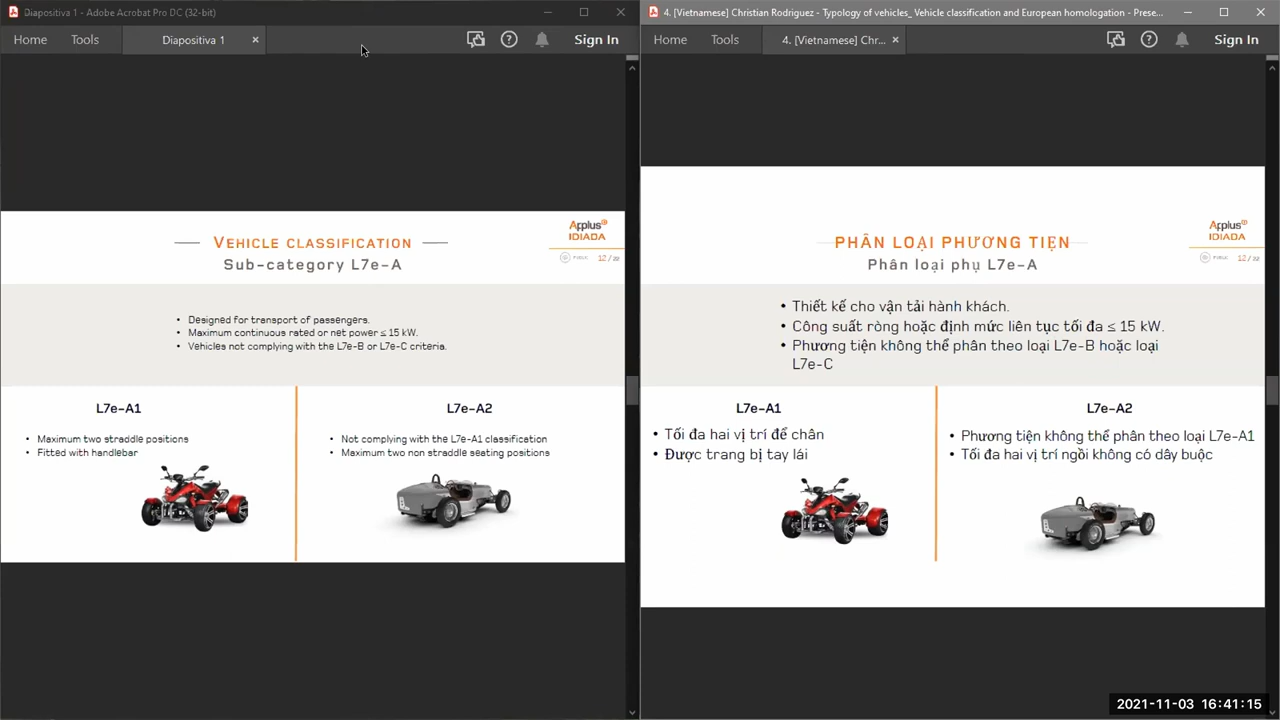 Diapositiva 1 - Adobe Acrobat Pro DC (32-bit)
Home
Tools
Diapositiva 1
Sign In
VEHICLE CLASSIFICATION
Sub-category L7e-A
Applus
IDIADA
12 / 22
• Designed for transport of passengers.
• Maximum continuous rated or net power ≤ 15 kW.
• Vehicles not complying with the L7e-B or L7e-C criteria.
L7e-A1
• Maximum two straddle positions
• Fitted with handlebar
L7e-A2
• Not complying with the L7e-A1 classification
• Maximum two non straddle seating positions
4. [Vietnamese] Christian Rodriguez - Typology of vehicles_ Vehicle classification and European homologation - Prese...
Home
Tools
4. [Vietnamese] Chr...
Sign In
PHÂN LOẠI PHƯƠNG TIỆN
Phân loại phụ L7e-A
Applus
IDIADA
12 / 22
• Thiết kế cho vận tải hành khách.
• Công suất ròng hoặc định mức liên tục tối đa ≤ 15 kW.
• Phương tiện không thể phân theo loại L7e-B hoặc loại
L7e-C
L7e-A1
• Tối đa hai vị trí để chân
• Được trang bị tay lái
L7e-A2
• Phương tiện không thể phân theo loại L7e-A1
• Tối đa hai vị trí ngồi không có dây buộc
2021-11-03 16:41:15